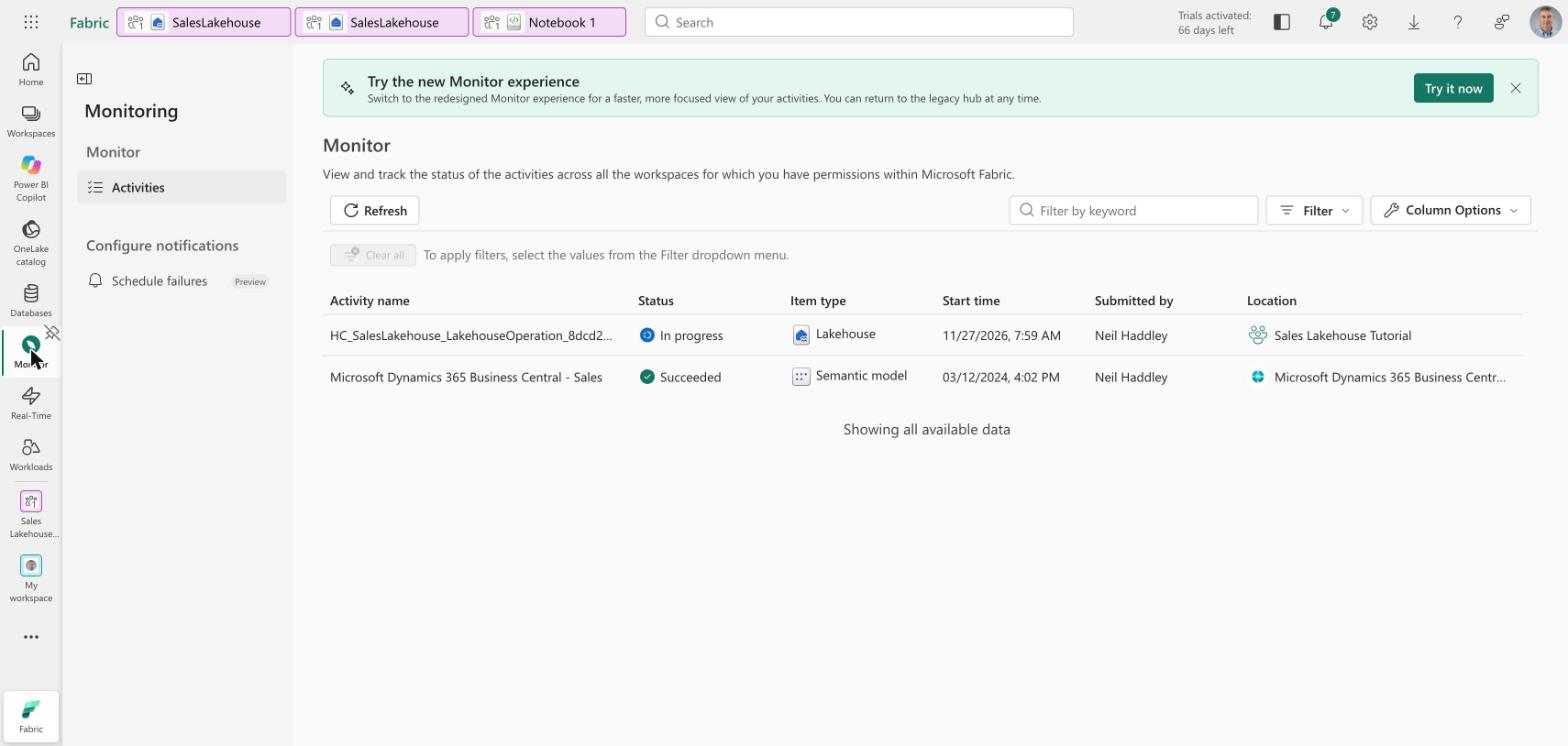 Fabric
SalesLakehouse
SalesLakehouse
Notebook 1
Search
Trials activated:
66 days left
7
Home
Workspaces
Power BI
Copilot
OneLake
catalog
Databases
Real-Time
Workloads
Sales
Lakehouse...
My
workspace
Fabric
Monitoring
Monitor
Activities
Configure notifications
Schedule failures Preview
Try the new Monitor experience
Switch to the redesigned Monitor experience for a faster, more focused view of your activities. You can return to the legacy hub at any time.
Try it now
Monitor
View and track the status of the activities across all the workspaces for which you have permissions within Microsoft Fabric.
Refresh
Filter by keyword
Filter
Column Options
Clear all
To apply filters, select the values from the Filter dropdown menu.
Activity name Status Item type Start time Submitted by Location
HC_SalesLakehouse_LakehouseOperation_8dcd2... In progress Lakehouse 11/27/2026, 7:59 AM Neil Haddley Sales Lakehouse Tutorial
Microsoft Dynamics 365 Business Central - Sales Succeeded Semantic model 03/12/2024, 4:02 PM Neil Haddley Microsoft Dynamics 365 Business Centr...
Showing all available data